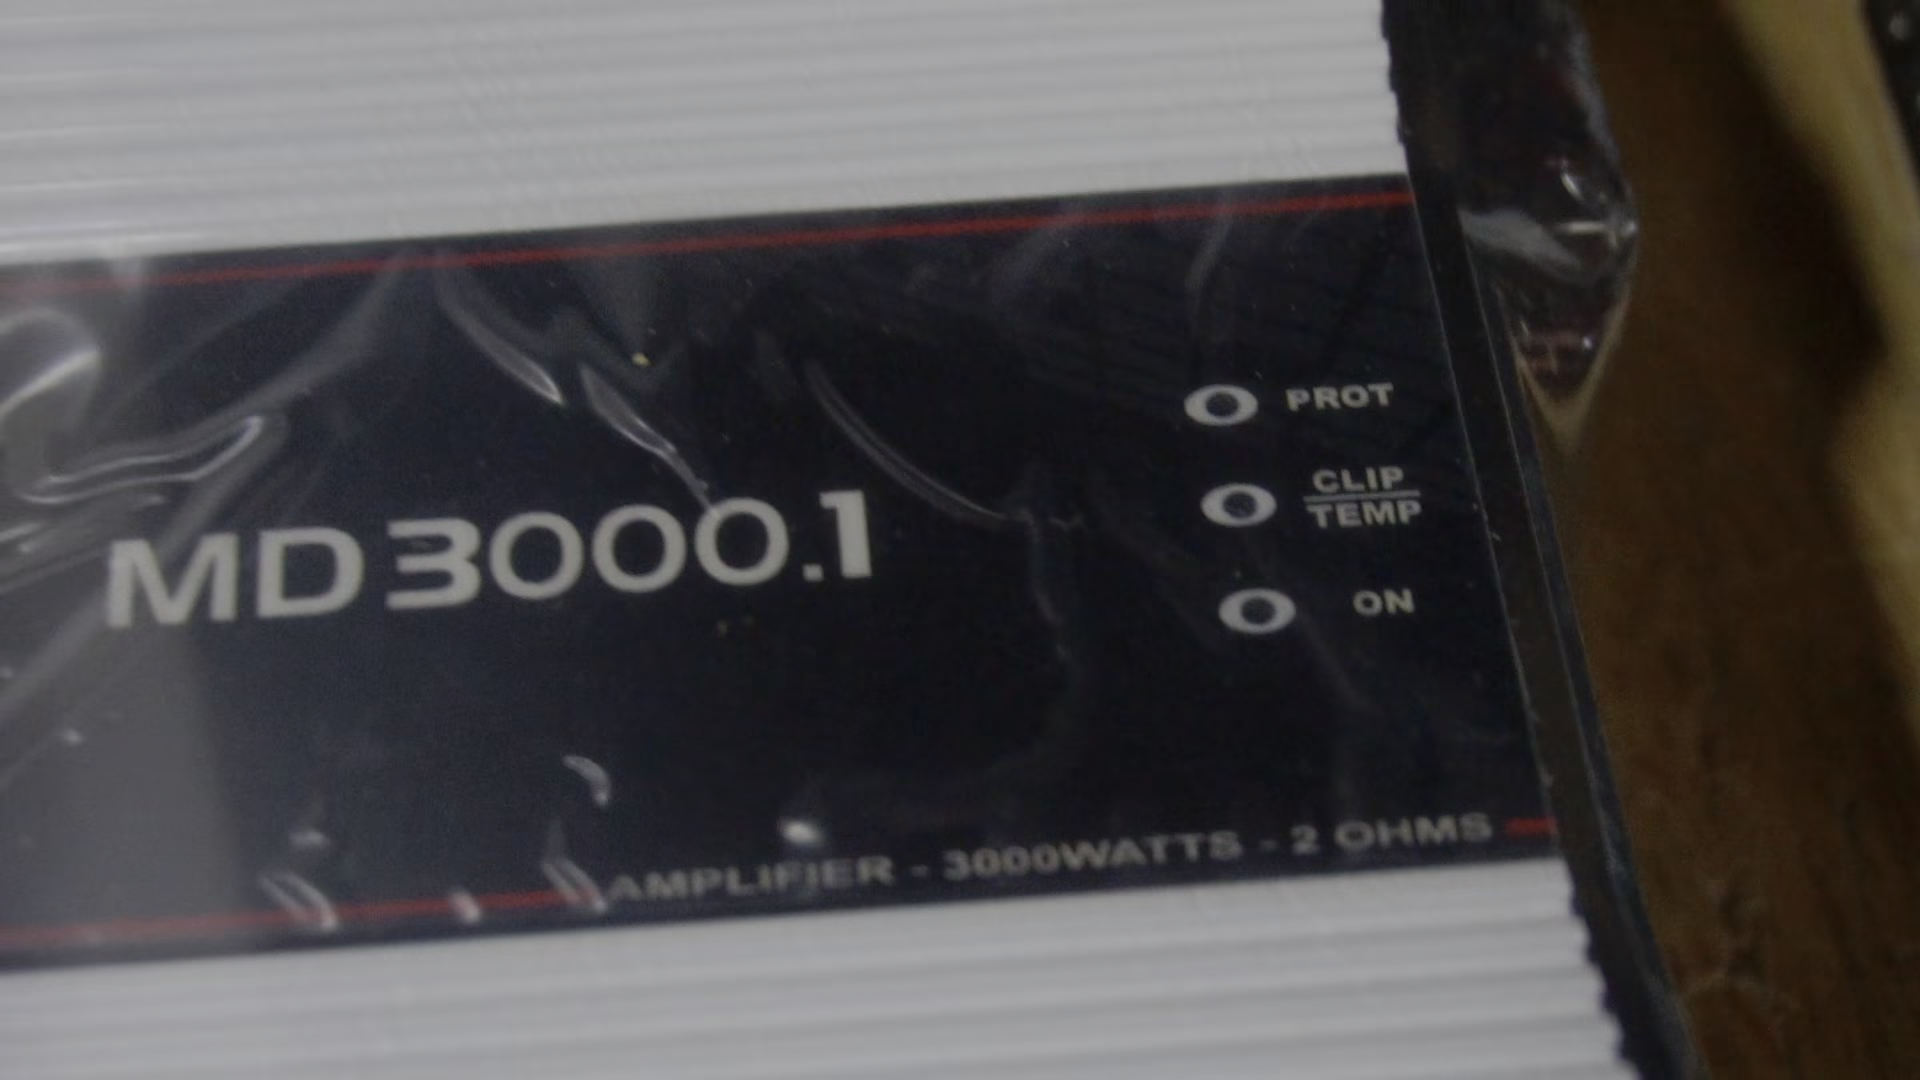 PROT
CLIP
TEMP
MD3000.1
ON
AMPLIFIER - 3000WATTS - 2 OHMS